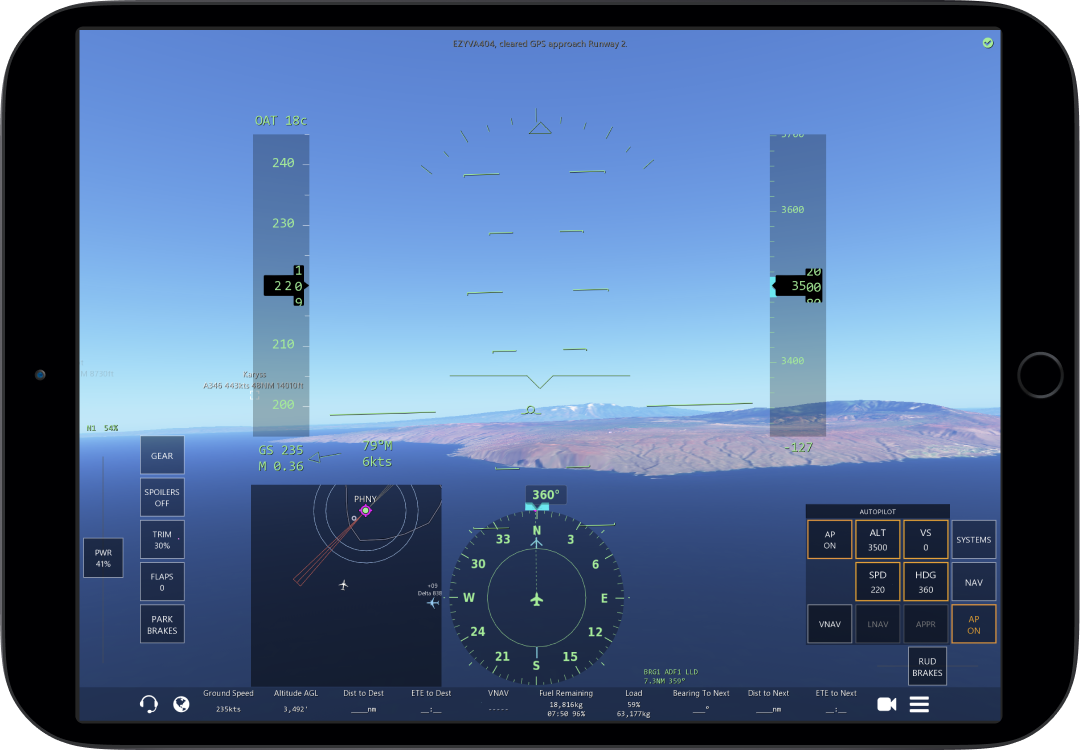 EZYVA404, cleared GPS approach Runway 2.
OAT 18c
240
230
210
200
1
220
9
3700
3600
3400
20
3500
80
Karyss
A346 443kts 48NM 14010ft
N1 54%
GS 235
M 0.36
79°M
6kts
-127
GEAR
SPOILERS
OFF
TRIM
30%
FLAPS
0
PARK
BRAKES
PWR
41%
PHNY
+09
Delta 838
360°
N
3
6
E
12
15
S
21
24
W
30
33
BRG1 ADF1 LLD
7.3NM 359°
AUTOPILOT
AP
ON
ALT
3500
VS
0
SYSTEMS
SPD
220
HDG
360
NAV
VNAV
LNAV
APPR
AP
ON
RUD
BRAKES
Ground Speed
235kts
Altitude AGL
3,492'
Dist to Dest
____nm
ETE to Dest
__:__
VNAV
-----
Fuel Remaining
18,816kg
07:50 96%
Load
59%
63,177kg
Bearing To Next
___°
Dist to Next
____nm
ETE to Next
__:__